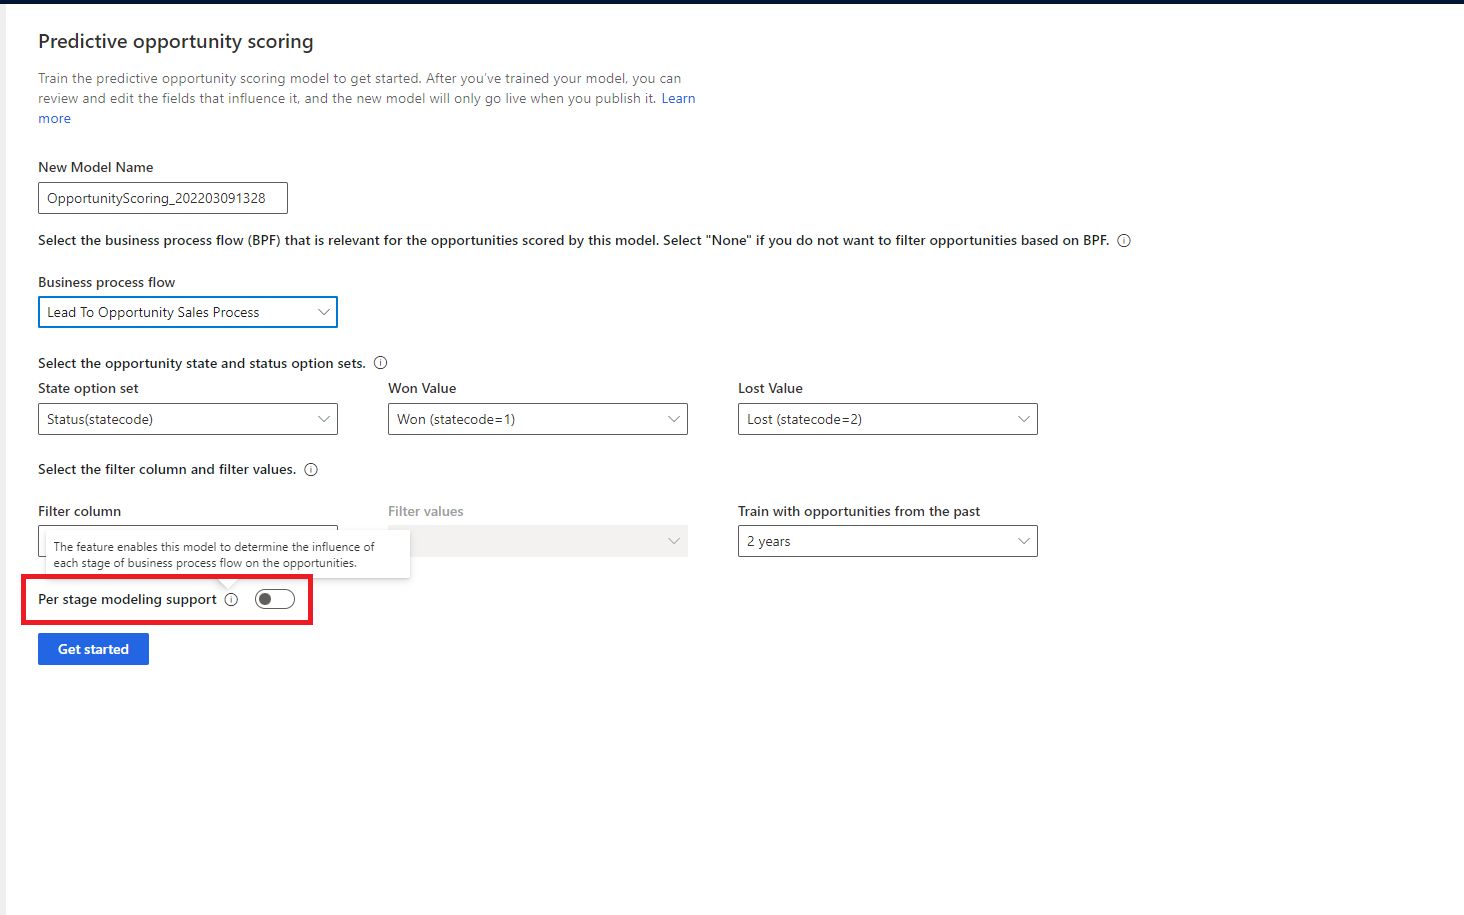 Predictive opportunity scoring
Train the predictive opportunity scoring model to get started. After you've trained your model, you can
review and edit the fields that influence it, and the new model will only go live when you publish it. Learn
more
New Model Name
OpportunityScoring_202203091328
Select the business process flow (BPF) that is relevant for the opportunities scored by this model. Select "None" if you do not want to filter opportunities based on BPF.
Business process flow
Lead To Opportunity Sales Process
Select the opportunity state and status option sets.
State option set
Won Value
Lost Value
Status(statecode)
Won (statecode=1)
Lost (statecode=2)
Select the filter column and filter values.
Filter column
Filter values
Train with opportunities from the past
2 years
The feature enables this model to determine the influence of
each stage of business process flow on the opportunities.
Per stage modeling support
Get started